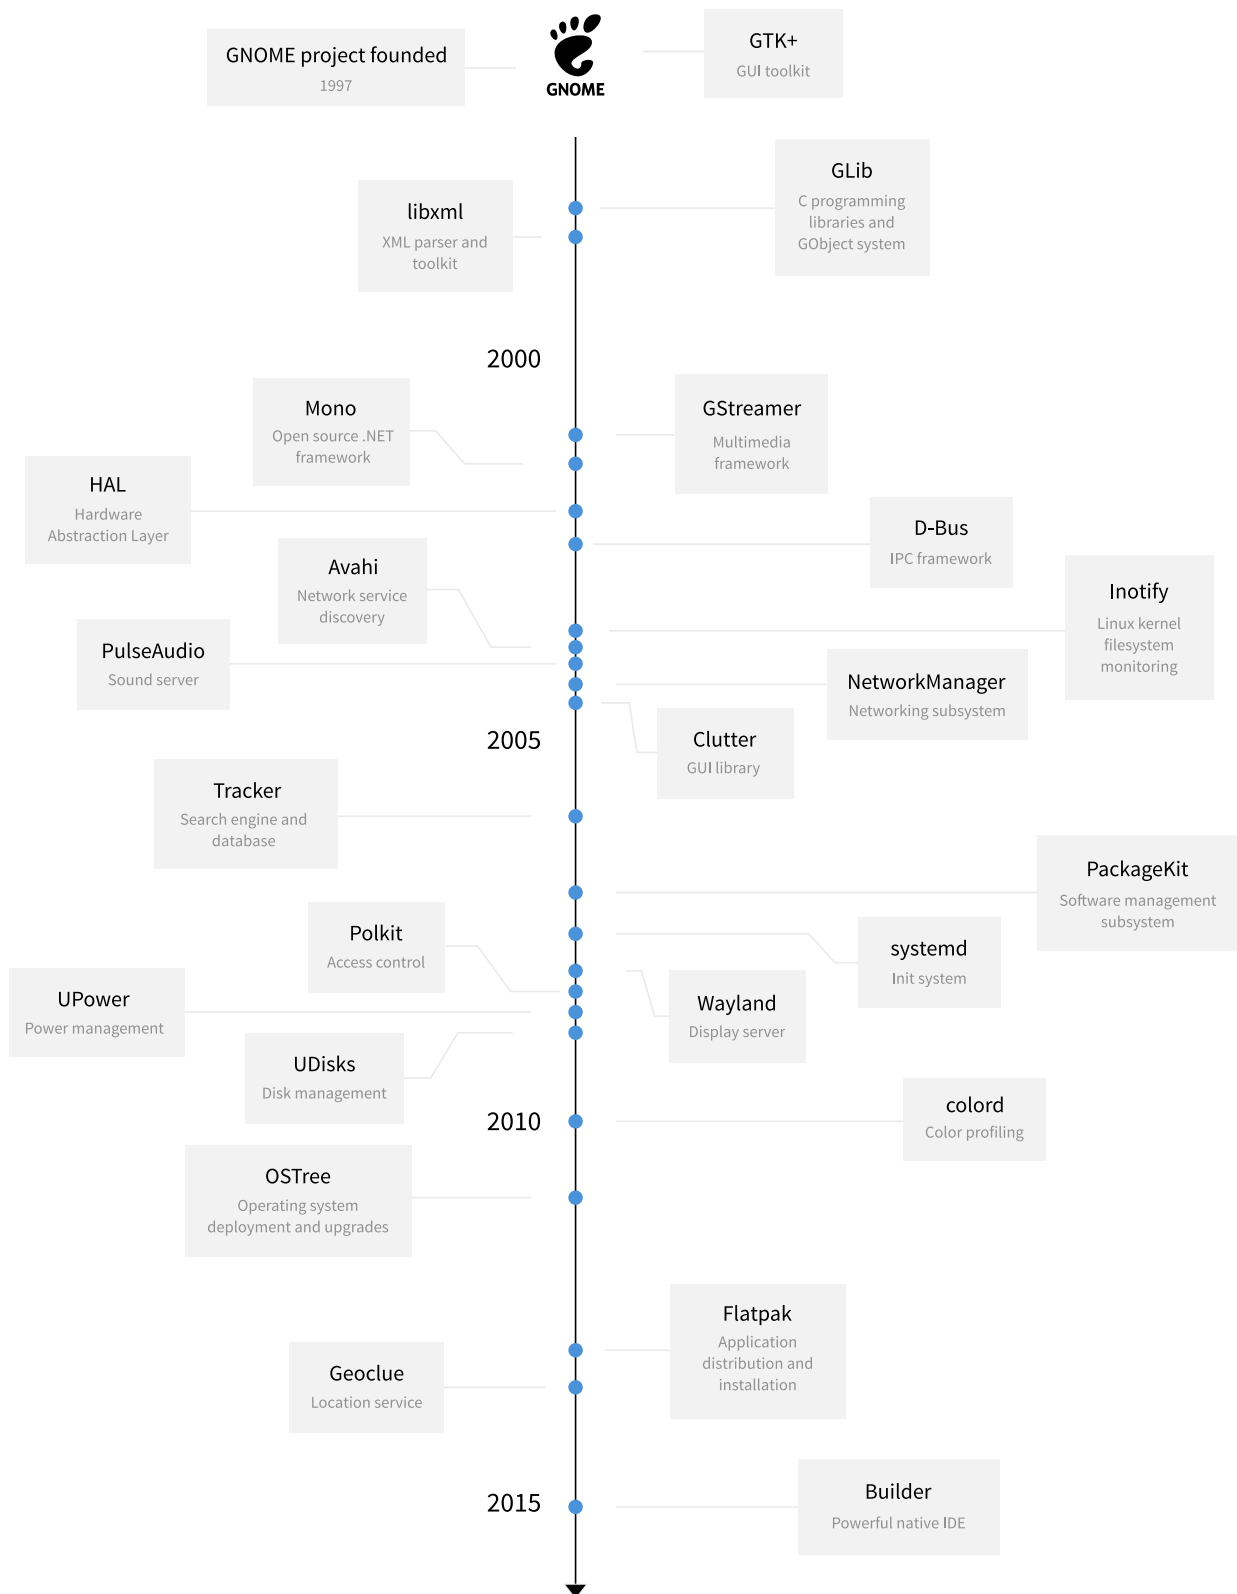 GNOME project founded
1997
GNOME
GTK+
GUI toolkit
GLib
C programming
libraries and
GObject system
libxml
XML parser and
toolkit
2000
Mono
Open source .NET
framework
GStreamer
Multimedia
framework
HAL
Hardware
Abstraction Layer
D-Bus
IPC framework
Avahi
Network service
discovery
Inotify
Linux kernel
filesystem
monitoring
PulseAudio
Sound server
NetworkManager
Networking subsystem
2005
Clutter
GUI library
Tracker
Search engine and
database
PackageKit
Software management
subsystem
Polkit
Access control
systemd
Init system
UPower
Power management
Wayland
Display server
UDisks
Disk management
2010
colord
Color profiling
OSTree
Operating system
deployment and upgrades
Flatpak
Application
distribution and
installation
Geoclue
Location service
2015
Builder
Powerful native IDE